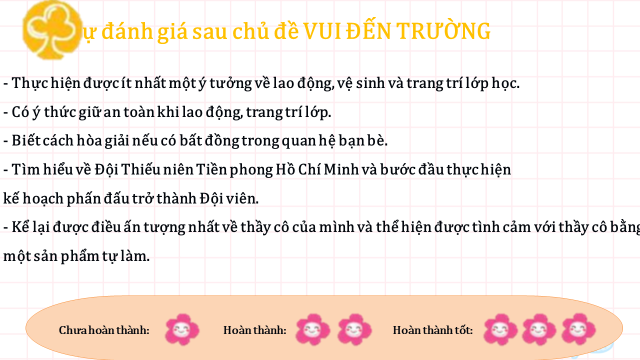 ự đánh giá sau chủ đề VUI ĐẾN TRƯỜNG
- Thực hiện được ít nhất một ý tưởng về lao động, vệ sinh và trang trí lớp học.
- Có ý thức giữ an toàn khi lao động, trang trí lớp.
- Biết cách hòa giải nếu có bất đồng trong quan hệ bạn bè.
- Tìm hiểu về Đội Thiếu niên Tiền phong Hồ Chí Minh và bước đầu thực hiện
kế hoạch phấn đấu trở thành Đội viên.
- Kể lại được điều ấn tượng nhất về thầy cô của mình và thể hiện được tình cảm với thầy cô bằng
một sản phẩm tự làm.
Chưa hoàn thành: Hoàn thành: Hoàn thành tốt: